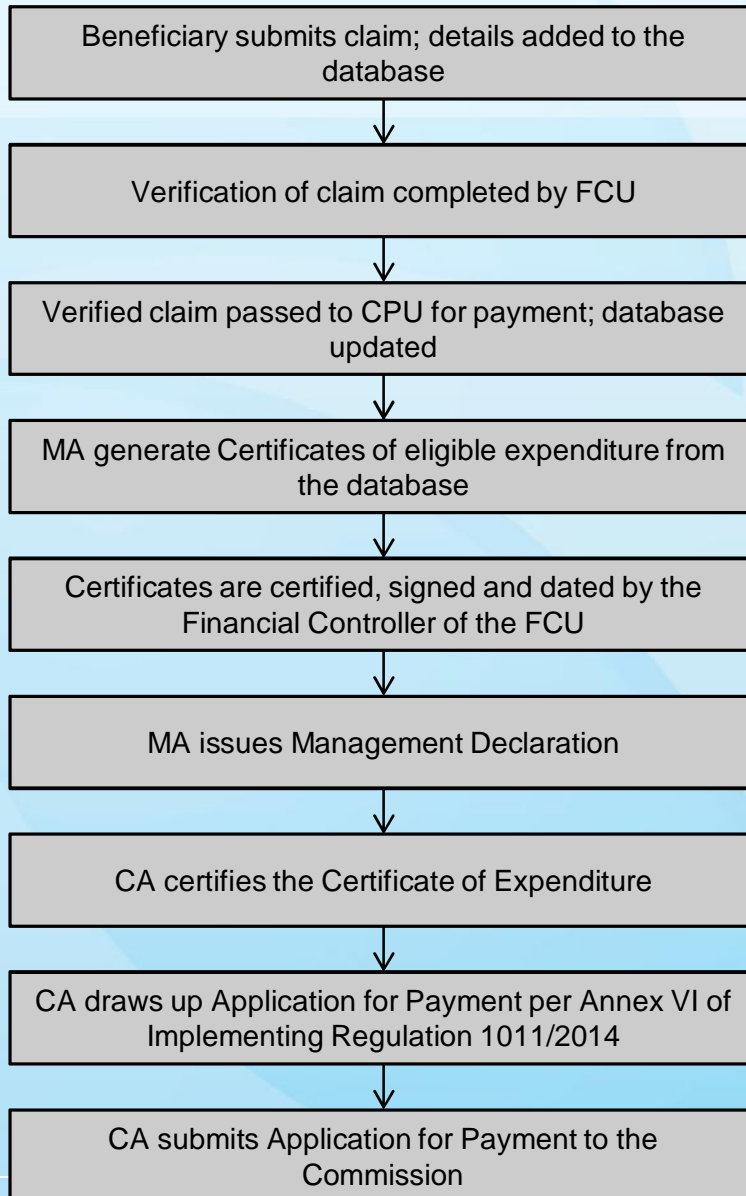 Beneficiary submits claim; details added to the
database
Verification of claim completed by FCU
Verified claim passed to CPU for payment; database
updated
MA generate Certificates of eligible expenditure from
the database
Certificates are certified, signed and dated by the
Financial Controller of the FCU
MA issues Management Declaration
CA certifies the Certificate of Expenditure
CA draws up Application for Payment per Annex VI of
Implementing Regulation 1011/2014
CA submits Application for Payment to the
Commission